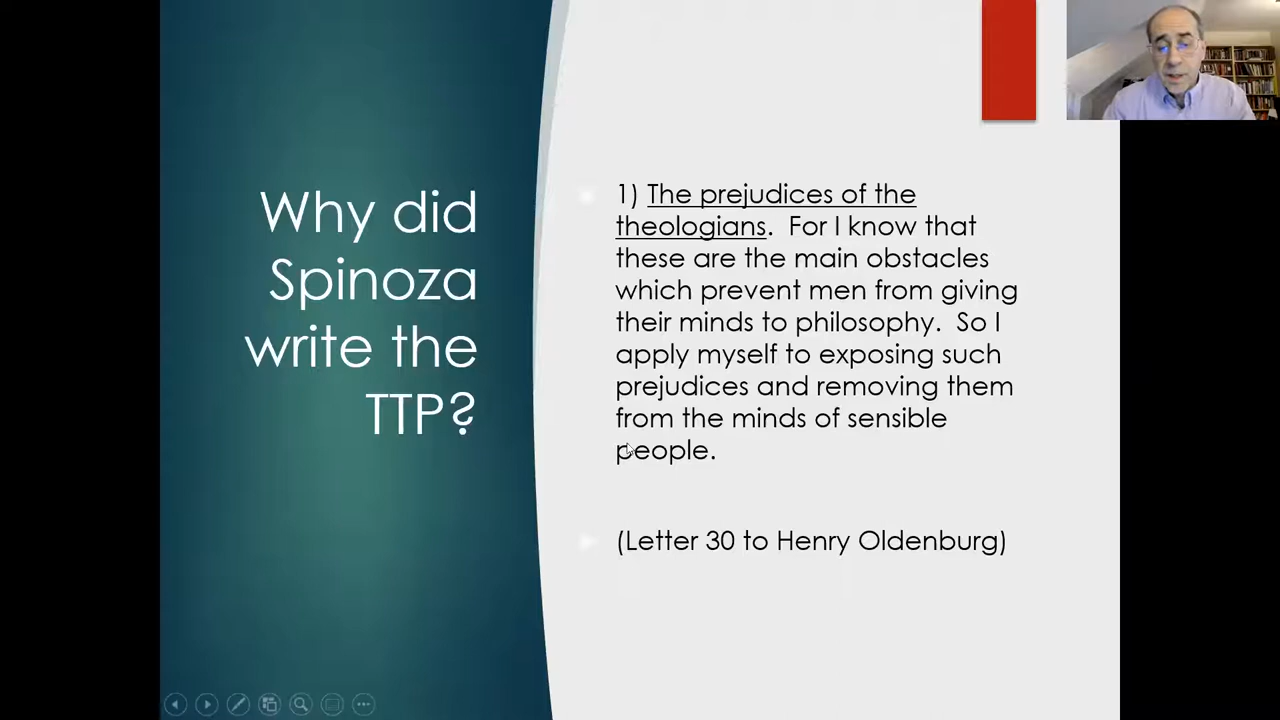 Why did
Spinoza
write the
TTP?
1) The prejudices of the
theologians.  For I know that
these are the main obstacles
which prevent men from giving
their minds to philosophy.  So I
apply myself to exposing such
prejudices and removing them
from the minds of sensible
people.
(Letter 30 to Henry Oldenburg)